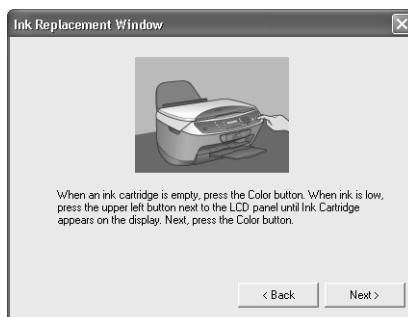 Ink Replacement Window
When an ink cartridge is empty, press the Color button. When ink is low,
press the upper left button next to the LCD panel until Ink Cartridge
appears on the display. Next, press the Color button.
< Back
Next >